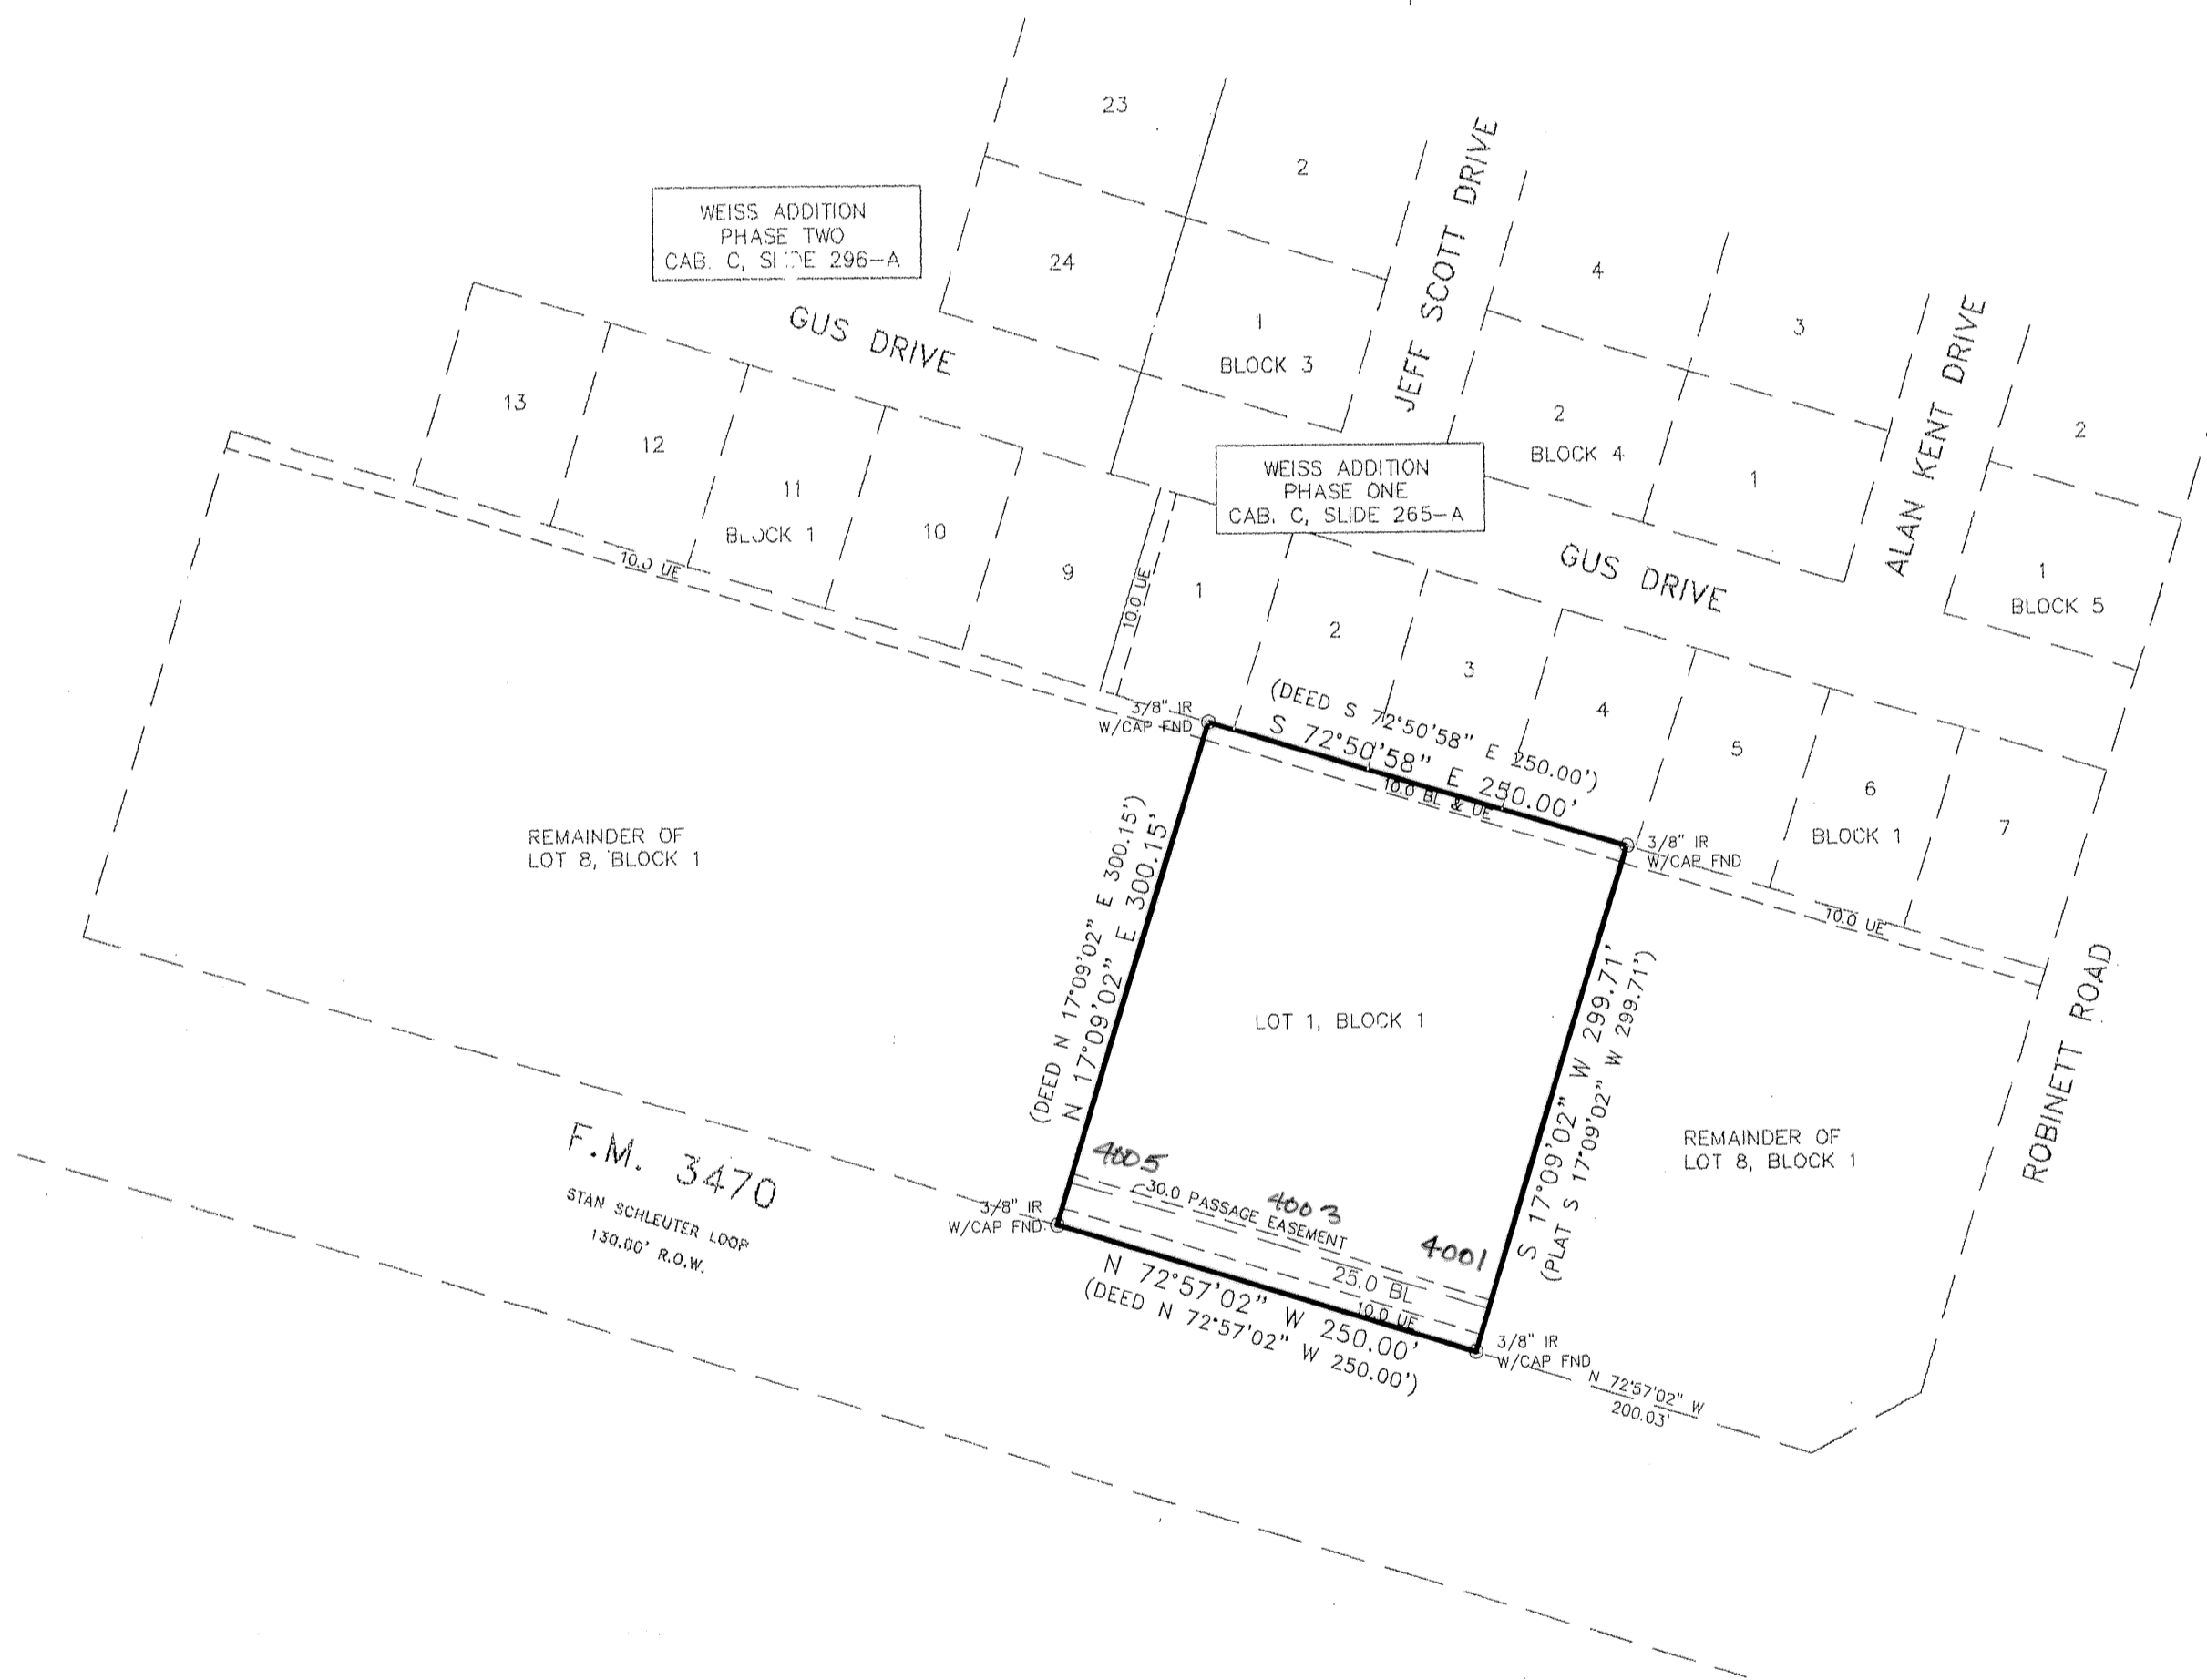 23
2
JEFF SCOTT DRIVE
WEISS ADDITION
PHASE TWO
CAB. C, SLIDE 296-A
24
4
3
ALAN KENT DRIVE
GUS DRIVE
1
BLOCK 3
2
BLOCK 4
1
2
13
12
11
BLOCK 1
10
9
WEISS ADDITION
PHASE ONE
CAB. C, SLIDE 265-A
GUS DRIVE
1
BLOCK 5
10.0 UE
10.0 UE
1
2
3
4
5
6
BLOCK 1
7
(DEED S 72°50'58" E 250.00')
S 72°50'58" E 250.00'
10.0 BL & UE
3/8" IR
W/CAP FND
3/8" IR
W/CAP FND
10.0 UE
REMAINDER OF
LOT 8, BLOCK 1
(DEED N 17°09'02" E 300.15')
N 17°09'02" E 300.15'
LOT 1, BLOCK 1
S 17°09'02" W 299.71'
(PLAT S 17°09'02" W 299.71')
ROBINETT ROAD
REMAINDER OF
LOT 8, BLOCK 1
F.M. 3470
STAN SCHLEUTER LOOP
130.00' R.O.W.
4005
4003
4001
30.0 PASSAGE EASEMENT
25.0 BL
10.0 UE
3/8" IR
W/CAP FND.
N 72°57'02" W 250.00'
(DEED N 72°57'02" W 250.00')
3/8" IR
W/CAP FND
N 72°57'02" W
200.03'